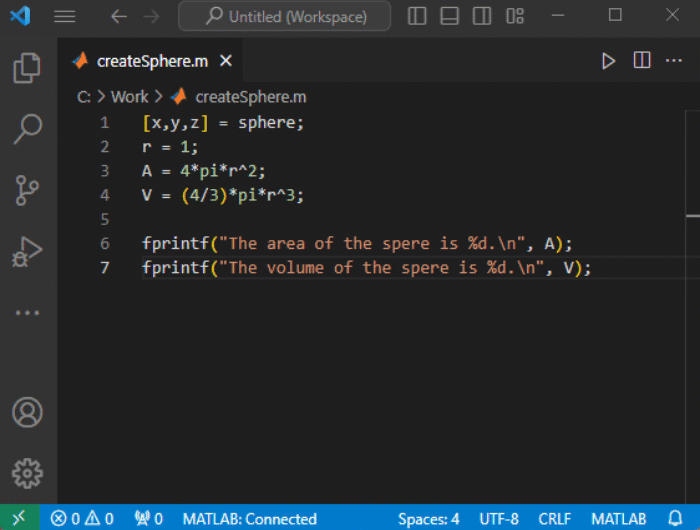 Untitled (Workspace)
createSphere.m
C: > Work > createSphere.m
1 [x,y,z] = sphere;
2 r = 1;
3 A = 4*pi*r^2;
4 V = (4/3)*pi*r^3;
5
6 fprintf("The area of the spere is %d.\n", A);
7 fprintf("The volume of the spere is %d.\n", V);
0 0 0 MATLAB: Connected Spaces: 4 UTF-8 CRLF MATLAB